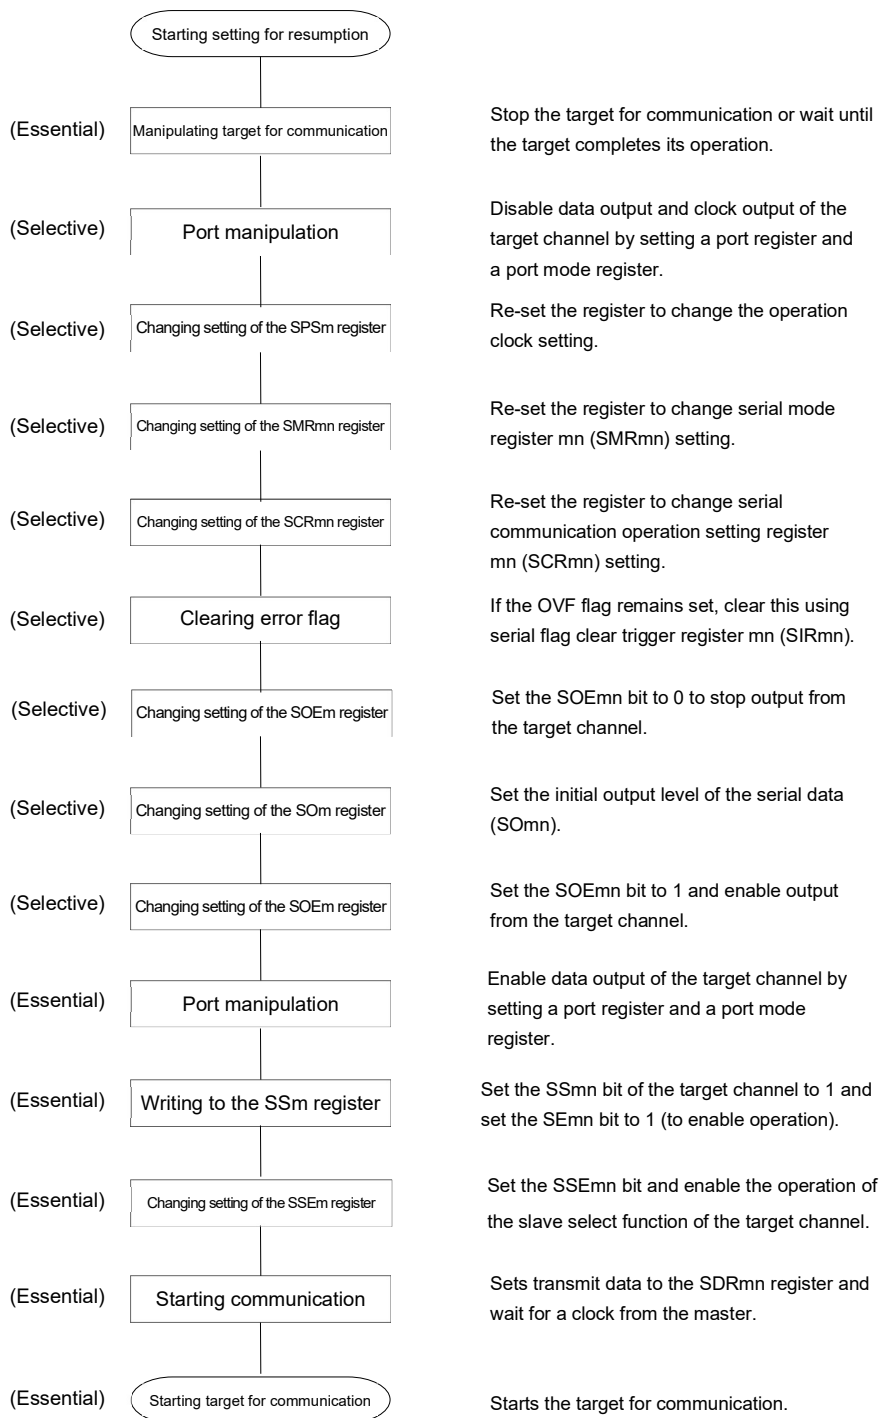 Starting setting for resumption
(Essential)
Manipulating target for communication
Stop the target for communication or wait until
the target completes its operation.
(Selective)
Port manipulation
Disable data output and clock output of the
target channel by setting a port register and
a port mode register.
(Selective)
Changing setting of the SPSm register
Re-set the register to change the operation
clock setting.
(Selective)
Changing setting of the SMRmn register
Re-set the register to change serial mode
register mn (SMRmn) setting.
(Selective)
Changing setting of the SCRmn register
Re-set the register to change serial
communication operation setting register
mn (SCRmn) setting.
(Selective)
Clearing error flag
If the OVF flag remains set, clear this using
serial flag clear trigger register mn (SIRmn).
(Selective)
Changing setting of the SOEm register
Set the SOEmn bit to 0 to stop output from
the target channel.
(Selective)
Changing setting of the SOm register
Set the initial output level of the serial data
(SOmn).
(Selective)
Changing setting of the SOEm register
Set the SOEmn bit to 1 and enable output
from the target channel.
(Essential)
Port manipulation
Enable data output of the target channel by
setting a port register and a port mode
register.
(Essential)
Writing to the SSm register
Set the SSmn bit of the target channel to 1 and
set the SEmn bit to 1 (to enable operation).
(Essential)
Changing setting of the SSEm register
Set the SSEmn bit and enable the operation of
the slave select function of the target channel.
(Essential)
Starting communication
Sets transmit data to the SDRmn register and
wait for a clock from the master.
(Essential)
Starting target for communication
Starts the target for communication.